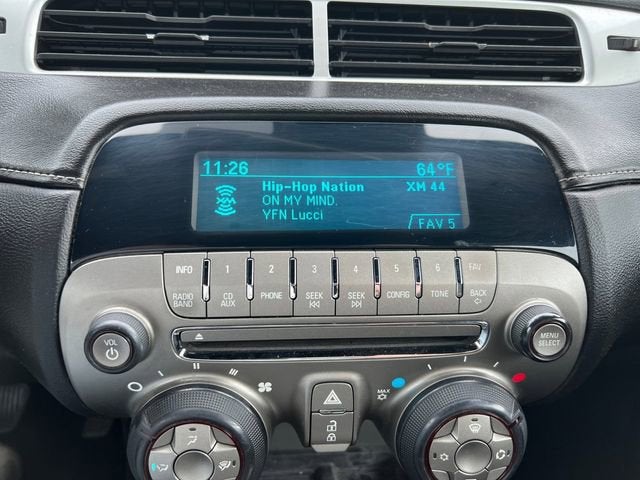 11:26 64°F
Hip-Hop Nation XM 44
XM ON MY MIND.
YFN Lucci
FAV 5
INFO 1 2 3 4 5 6 FAV
RADIO BAND CD AUX PHONE SEEK SEEK CONFIG TONE BACK
VOL
MENU SELECT
MAX